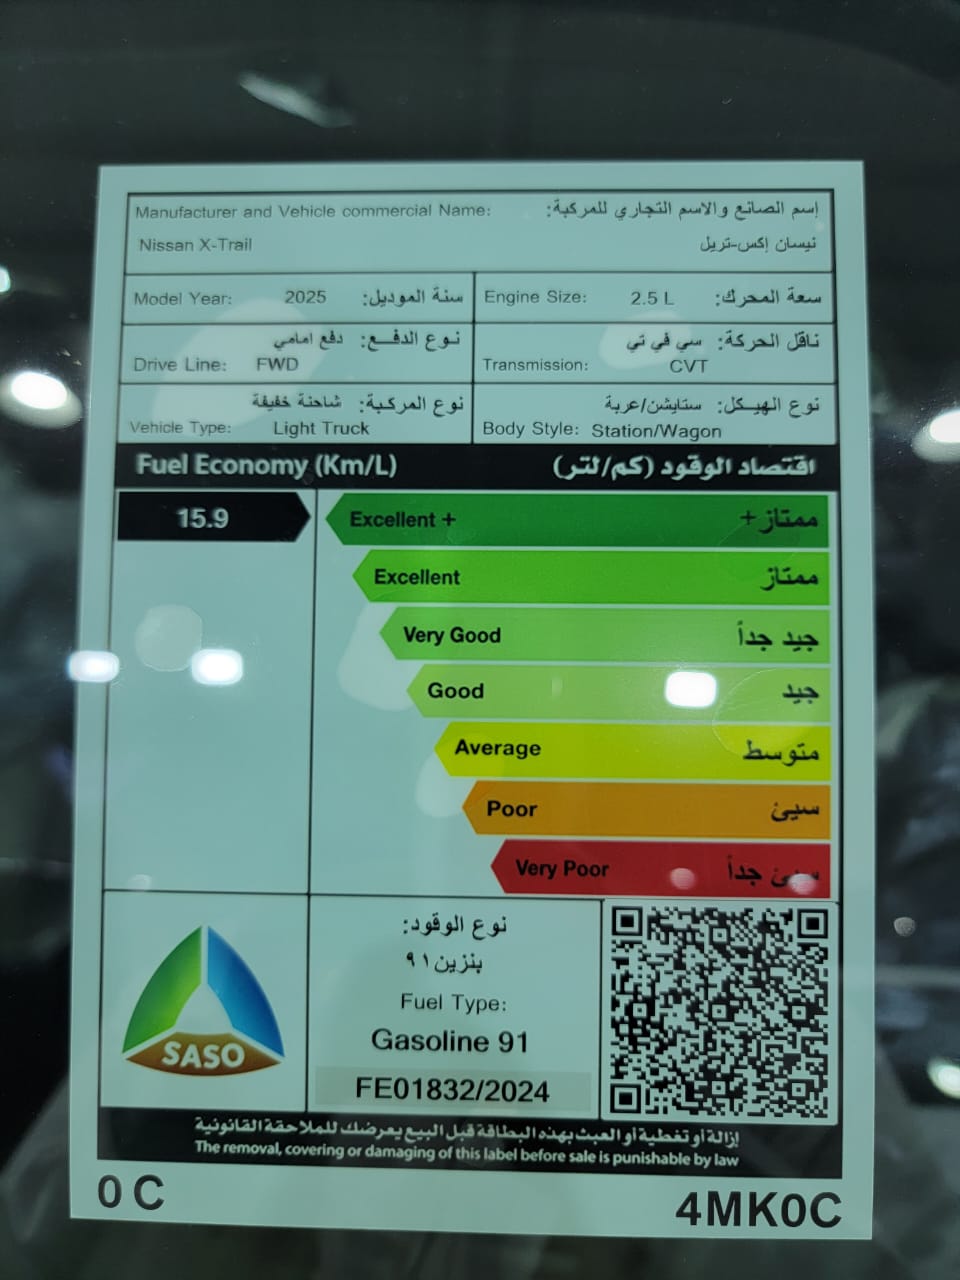 Manufacturer and Vehicle commercial Name: إسم الصانع والاسم التجاري للمركبة:
Nissan X-Trail نيسان إكس-تريل
Model Year: 2025 سنة الموديل:
Engine Size: 2.5 L سعة المحرك:
نوع الدفـــع: دفع امامي
Drive Line: FWD
ناقل الحركة: سي في تي
Transmission: CVT
نوع المركـبة: شاحنة خفيفة
Vehicle Type: Light Truck
نوع الهيــكل: ستايشن/عربة
Body Style: Station/Wagon
Fuel Economy (Km/L) اقتصاد الوقود (كم/لتر)
15.9
Excellent + ممتاز +
Excellent ممتاز
Very Good جيد جداً
Good جيد
Average متوسط
Poor سيئ
Very Poor سيئ جداً
SASO
نوع الوقود:
بنزين ٩١
Fuel Type:
Gasoline 91
FE01832/2024
إزالة أو تغطية أو العبث بهذه البطاقة قبل البيع يعرضك للملاحقة القانونية
The removal, covering or damaging of this label before sale is punishable by law
0 C
4MK0C